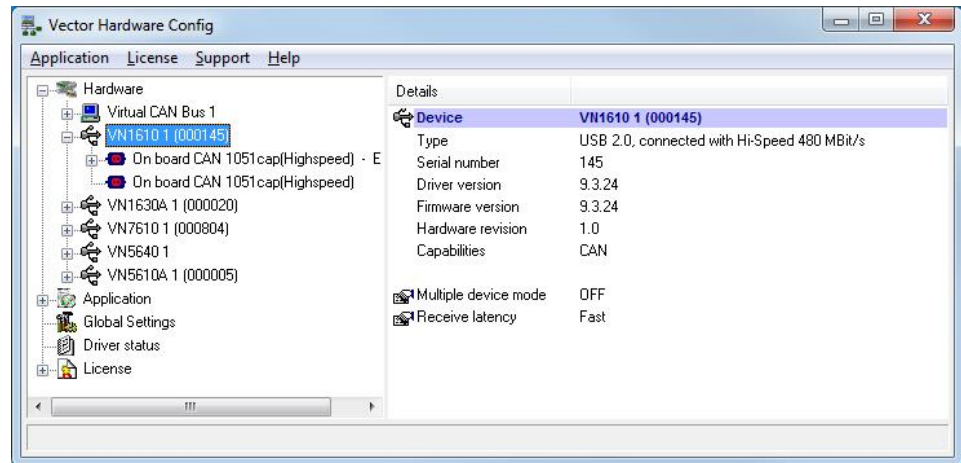 Vector Hardware Config
Application License Support Help
Hardware
Virtual CAN Bus 1
VN1610 1 (000145)
On board CAN 1051cap(Highspeed) - E
On board CAN 1051cap(Highspeed)
VN1630A 1 (000020)
VN7610 1 (000804)
VN5640 1
VN5610A 1 (000005)
Application
Global Settings
Driver status
License
Details
Device VN1610 1 (000145)
Type USB 2.0, connected with Hi-Speed 480 MBit/s
Serial number 145
Driver version 9.3.24
Firmware version 9.3.24
Hardware revision 1.0
Capabilities CAN
Multiple device mode OFF
Receive latency Fast